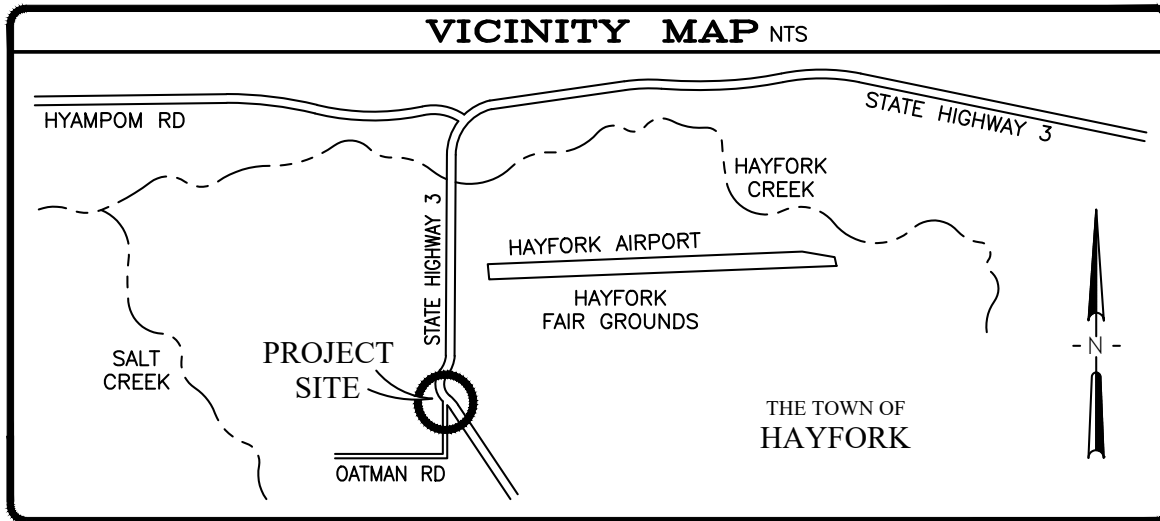 VICINITY MAP NTS
HYAMPOM RD
STATE HIGHWAY 3
HAYFORK
CREEK
STATE HIGHWAY 3
HAYFORK AIRPORT
HAYFORK
FAIR GROUNDS
SALT
CREEK
PROJECT
SITE
N
THE TOWN OF
HAYFORK
OATMAN RD